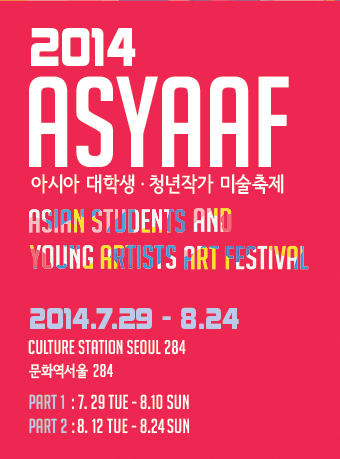 2014
ASYAAF
아시아 대학생 · 청년작가 미술축제
ASIAN STUDENTS AND
YOUNG ARTISTS ART FESTIVAL
2014.7.29 - 8.24
CULTURE STATION SEOUL 284
문화역서울 284
PART 1 : 7. 29 TUE - 8.10 SUN
PART 2 : 8. 12 TUE - 8.24 SUN